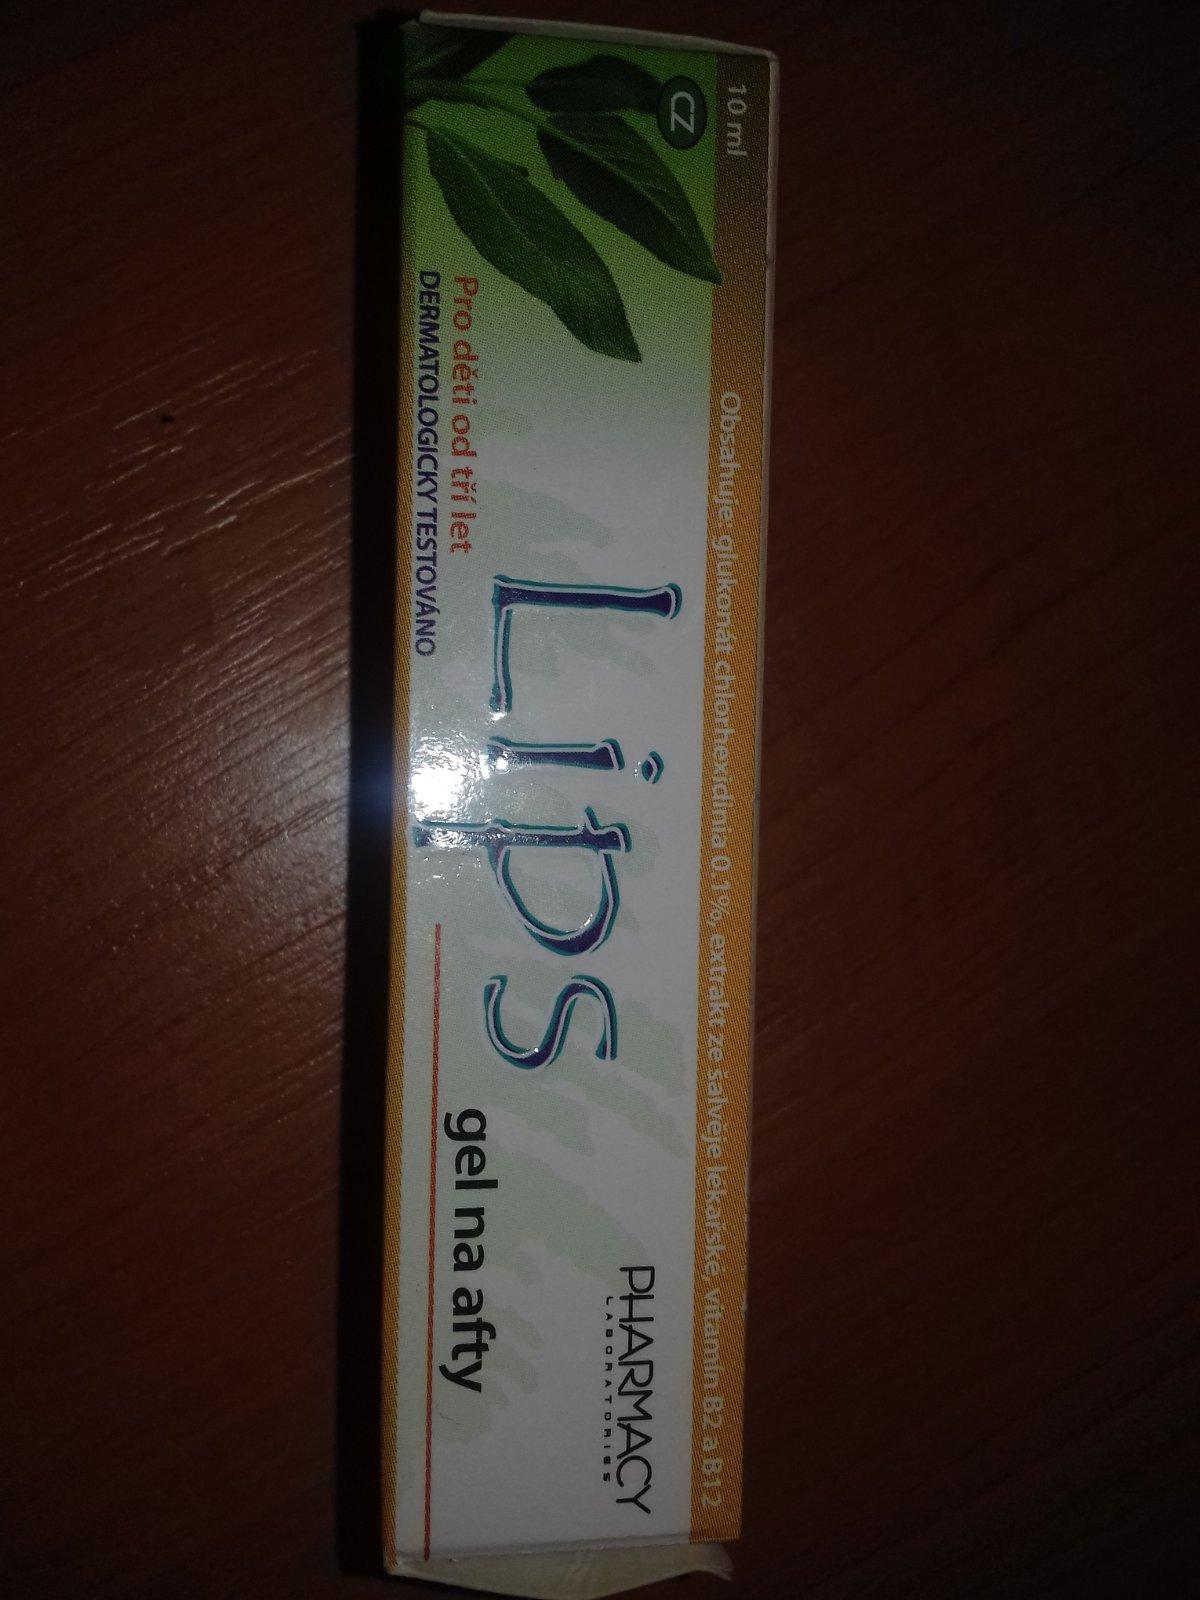 10 ml
Obsahuje: glukonát chlorhexidinia 0.1%, extrakt ze šalvěje lékařské, vitamín B2 a B12
CZ
PHARMACY
LABORATORIES
Lips
gel na afty
Pro děti od tří let
DERMATOLOGICKY TESTOVÁNO